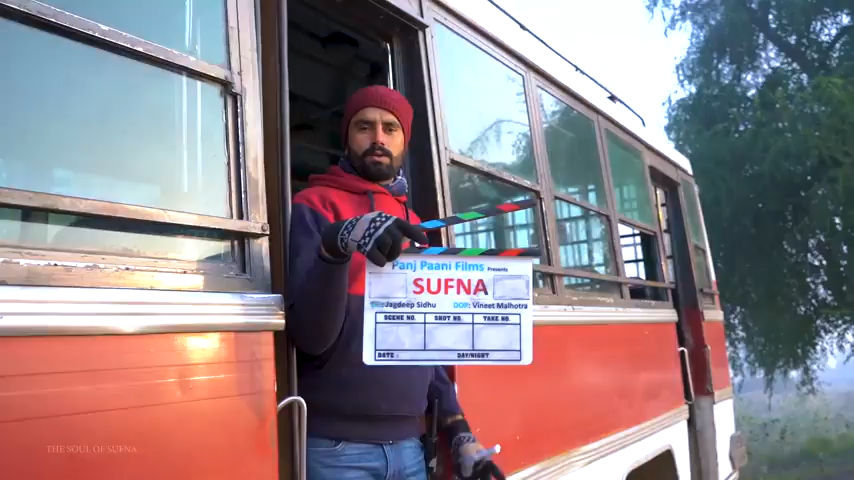 Panj Paani Films Presents
SUFNA
Jagdeep Sidhu DOP: Vineet Malhotra
SCENE NO. SHOT NO. TAKE NO.
DATE DAY/NIGHT
THE SOUL OF SUFNA